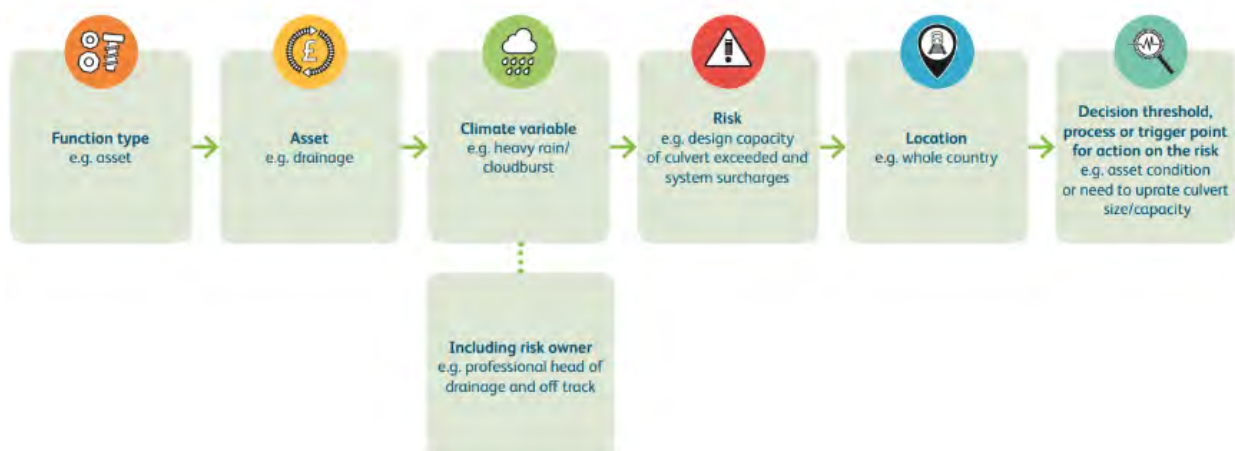 £
Function type
e.g. asset
Asset
e.g. drainage
Climate variable
e.g. heavy rain/
cloudburst
Risk
e.g. design capacity
of culvert exceeded and
system surcharges
Location
e.g. whole country
Decision threshold,
process or trigger point
for action on the risk
e.g. asset condition
or need to uprate culvert
size/capacity
Including risk owner
e.g. professional head of
drainage and off track